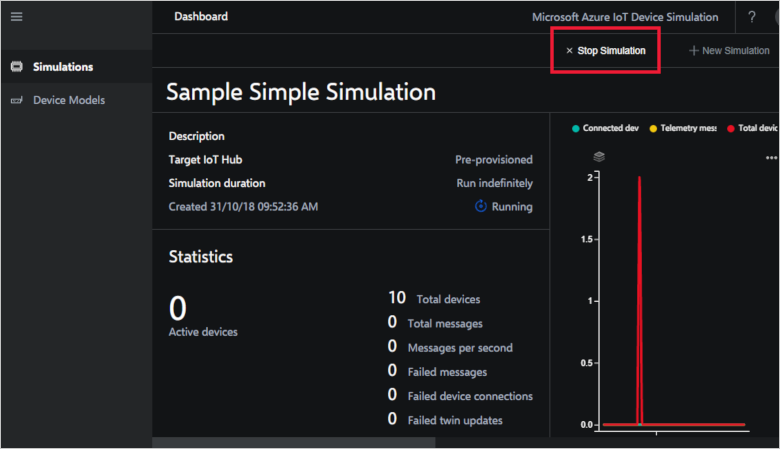 Dashboard
Microsoft Azure IoT Device Simulation
?
× Stop Simulation
+ New Simulation
Simulations
Device Models
Sample Simple Simulation
Description
Target IoT Hub
Pre-provisioned
Simulation duration
Run indefinitely
Created 31/10/18 09:52:36 AM
Running
Statistics
0
Active devices
10 Total devices
0 Total messages
0 Messages per second
0 Failed messages
0 Failed device connections
0 Failed twin updates
Connected dev
Telemetry mes
Total devic
2
1.5
1
0.5
0.0